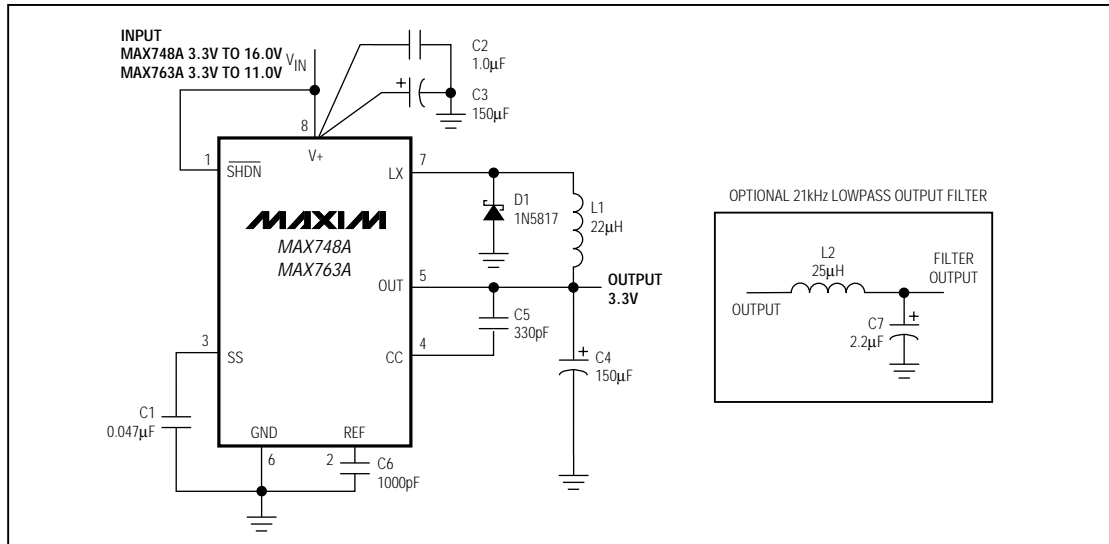 INPUT
MAX748A 3.3V TO 16.0V
MAX763A 3.3V TO 11.0V
VIN
C2
1.0µF
+
C3
150µF
8
V+
1
SHDN
LX
7
D1
1N5817
L1
22µH
MAXIM
MAX748A
MAX763A
OUT
5
OUTPUT
3.3V
C5
330pF
CC
4
+
C4
150µF
3
SS
C1
0.047µF
GND
6
REF
2
C6
1000pF
OPTIONAL 21kHz LOWPASS OUTPUT FILTER
L2
25µH
OUTPUT
FILTER
OUTPUT
+
C7
2.2µF